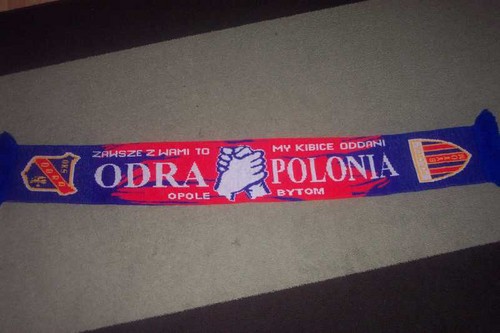 ZAWSZE Z WAMI TO MY KIBICE ODDANI
ODRA POLONIA
OPOLE BYTOM